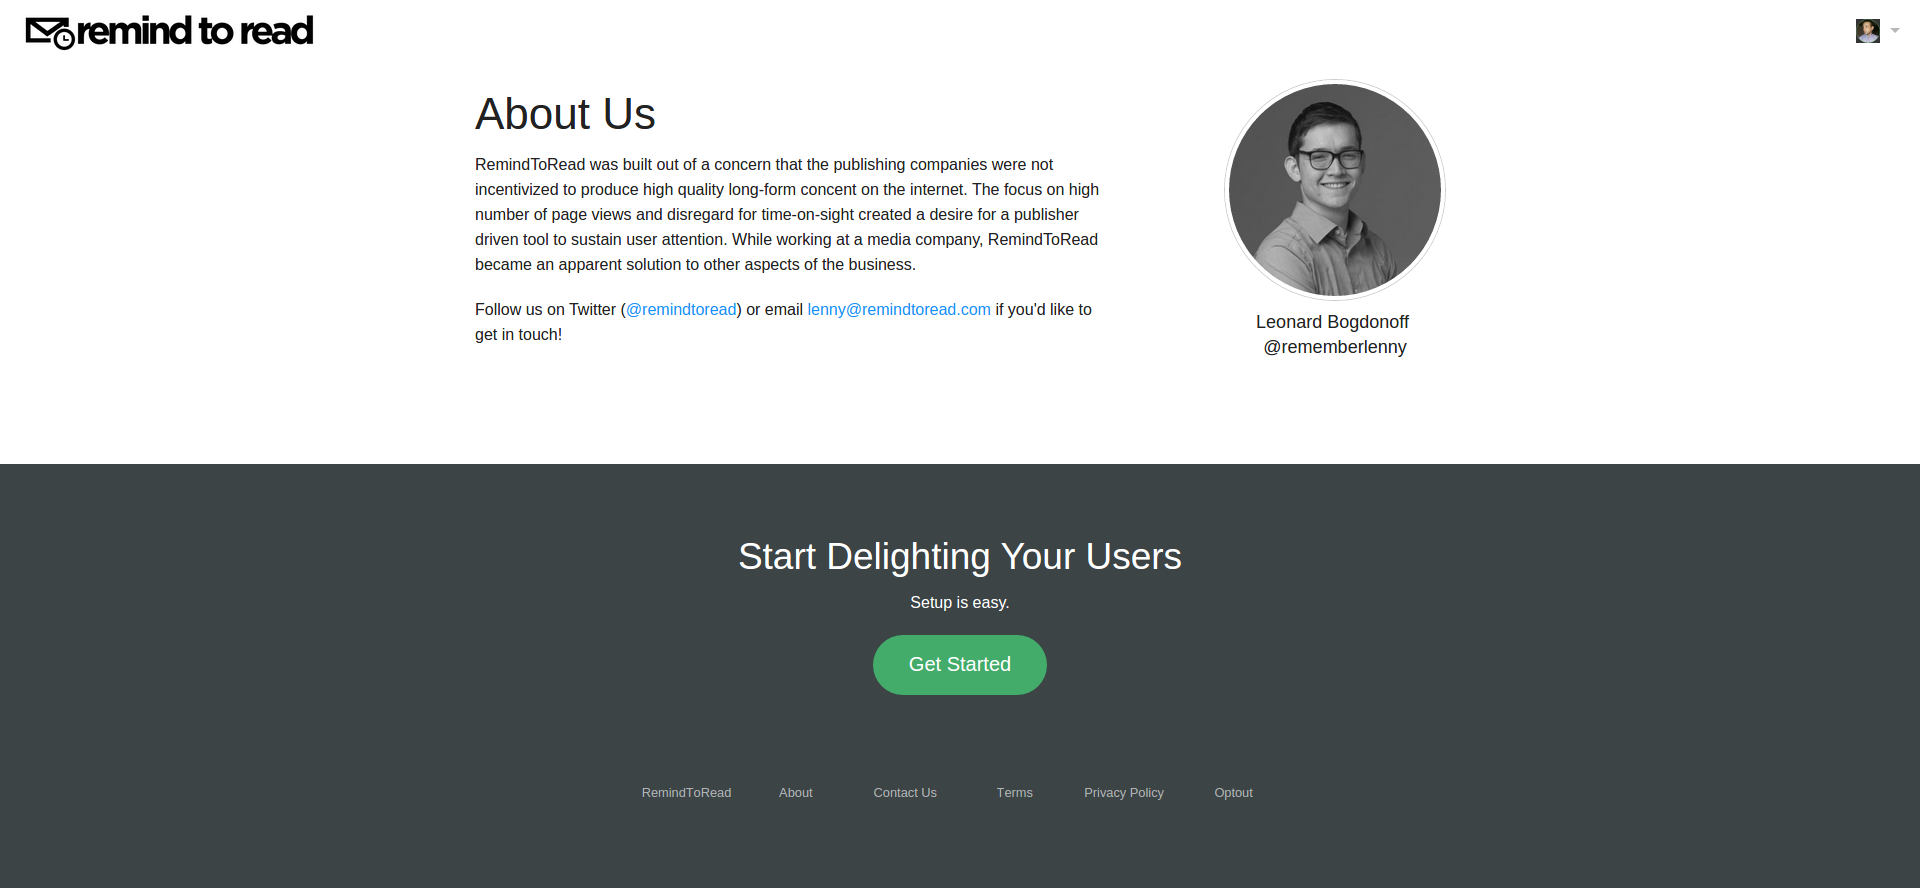 remind to read
About Us
RemindToRead was built out of a concern that the publishing companies were not
incentivized to produce high quality long-form concent on the internet. The focus on high
number of page views and disregard for time-on-sight created a desire for a publisher
driven tool to sustain user attention. While working at a media company, RemindToRead
became an apparent solution to other aspects of the business.
Follow us on Twitter (@remindtoread) or email lenny@remindtoread.com if you'd like to
get in touch!
Leonard Bogdonoff
@rememberlenny
Start Delighting Your Users
Setup is easy.
Get Started
RemindToRead About Contact Us Terms Privacy Policy Optout